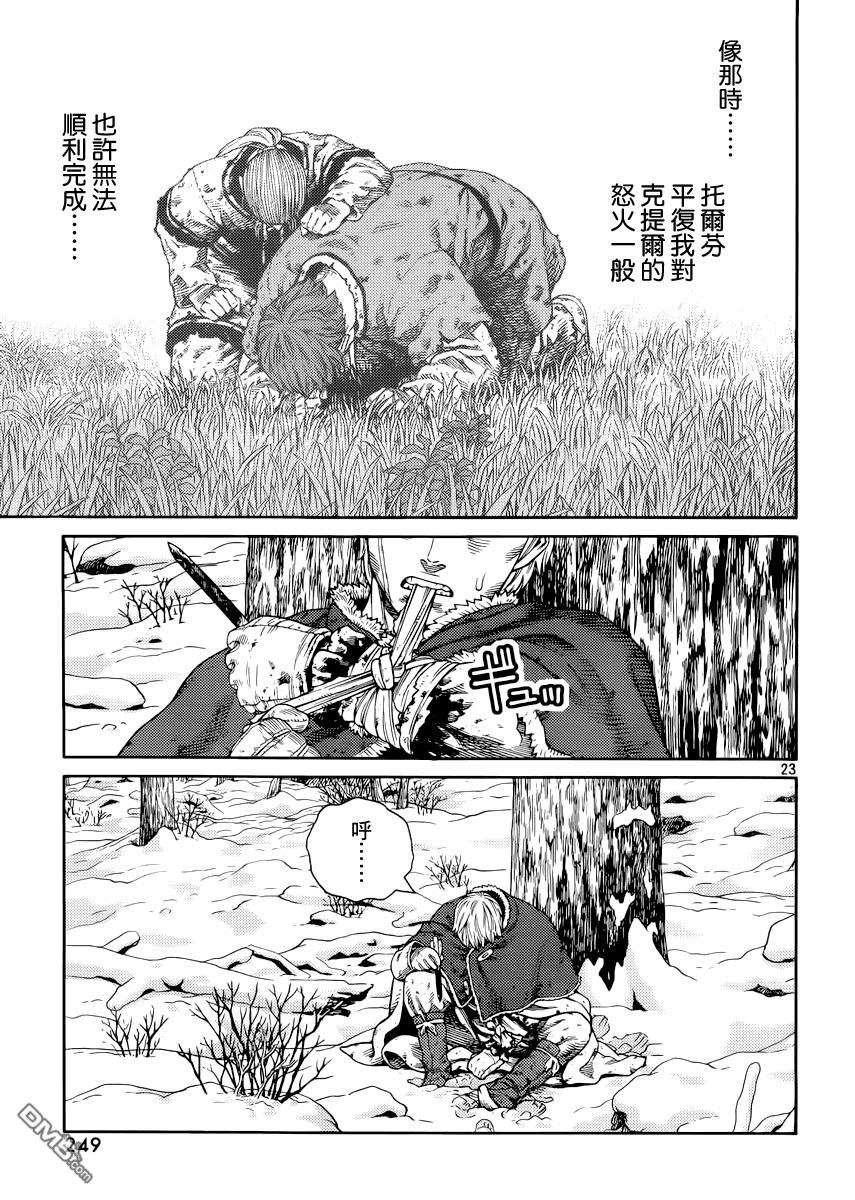 像那時……
托爾芬
平復我對
克提爾的
怒火一般
也許無法
順利完成……
ギュッ
23
呼……
249